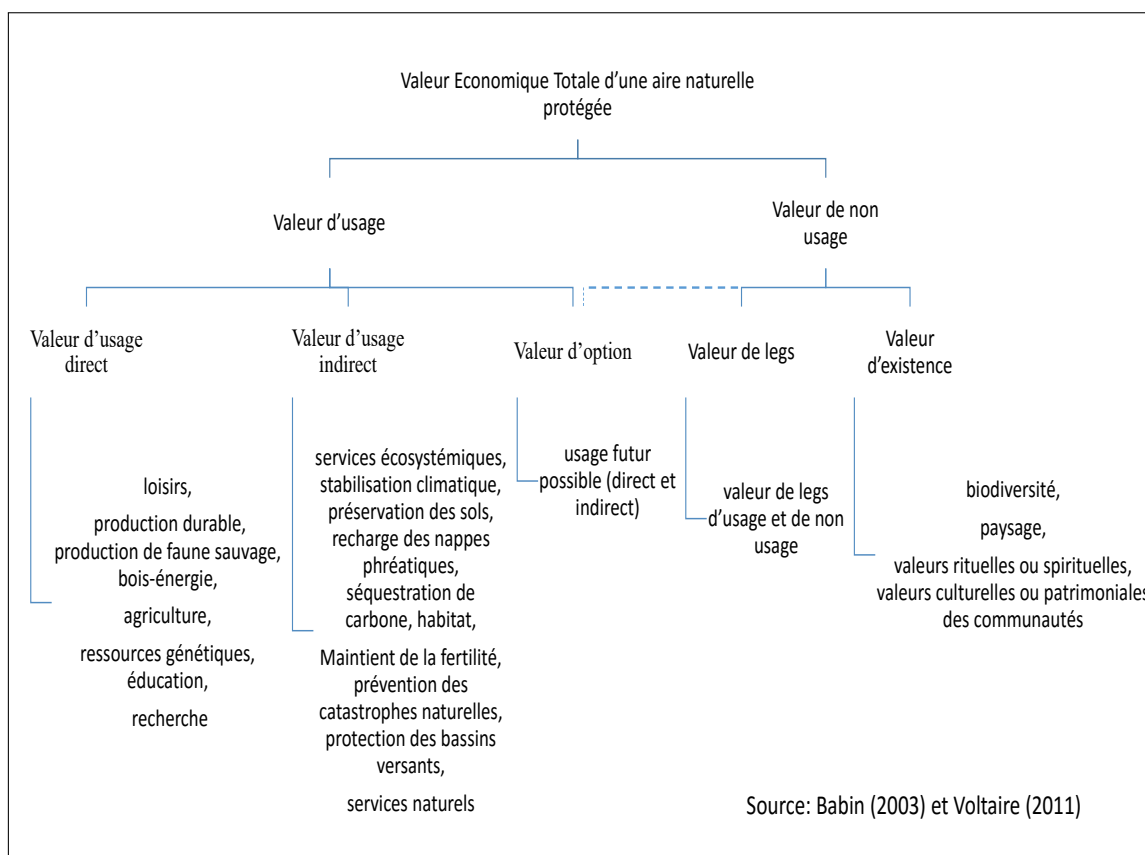 Valeur Economique Totale d’une aire naturelle
protégée
Valeur d’usage
Valeur de non
usage
Valeur d’usage
direct
Valeur d’usage
indirect
Valeur d’option
Valeur de legs
Valeur
d’existence
loisirs,
production durable,
production de faune sauvage,
bois-énergie,
agriculture,
ressources génétiques,
éducation,
recherche
services écosystémiques,
stabilisation climatique,
préservation des sols,
recharge des nappes
phréatiques,
séquestration de
carbone, habitat,
Maintient de la fertilité,
prévention des
catastrophes naturelles,
protection des bassins
versants,
services naturels
usage futur
possible (direct et
indirect)
valeur de legs
d’usage et de non
usage
biodiversité,
paysage,
valeurs rituelles ou spirituelles,
valeurs culturelles ou patrimoniales
des communautés
Source: Babin (2003) et Voltaire (2011)